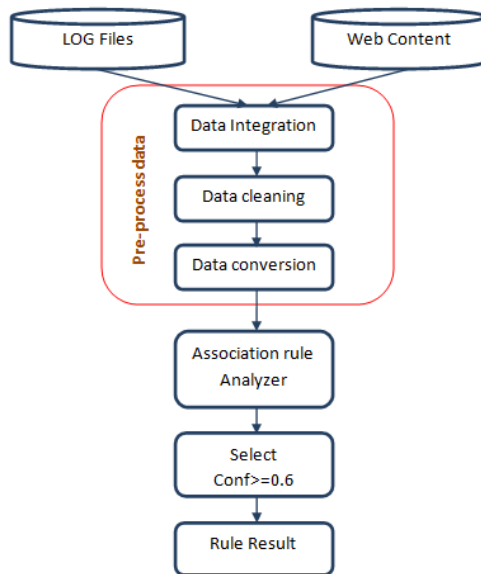 LOG Files
Web Content
Pre-process data
Data Integration
Data cleaning
Data conversion
Association rule
Analyzer
Select
Conf>=0.6
Rule Result